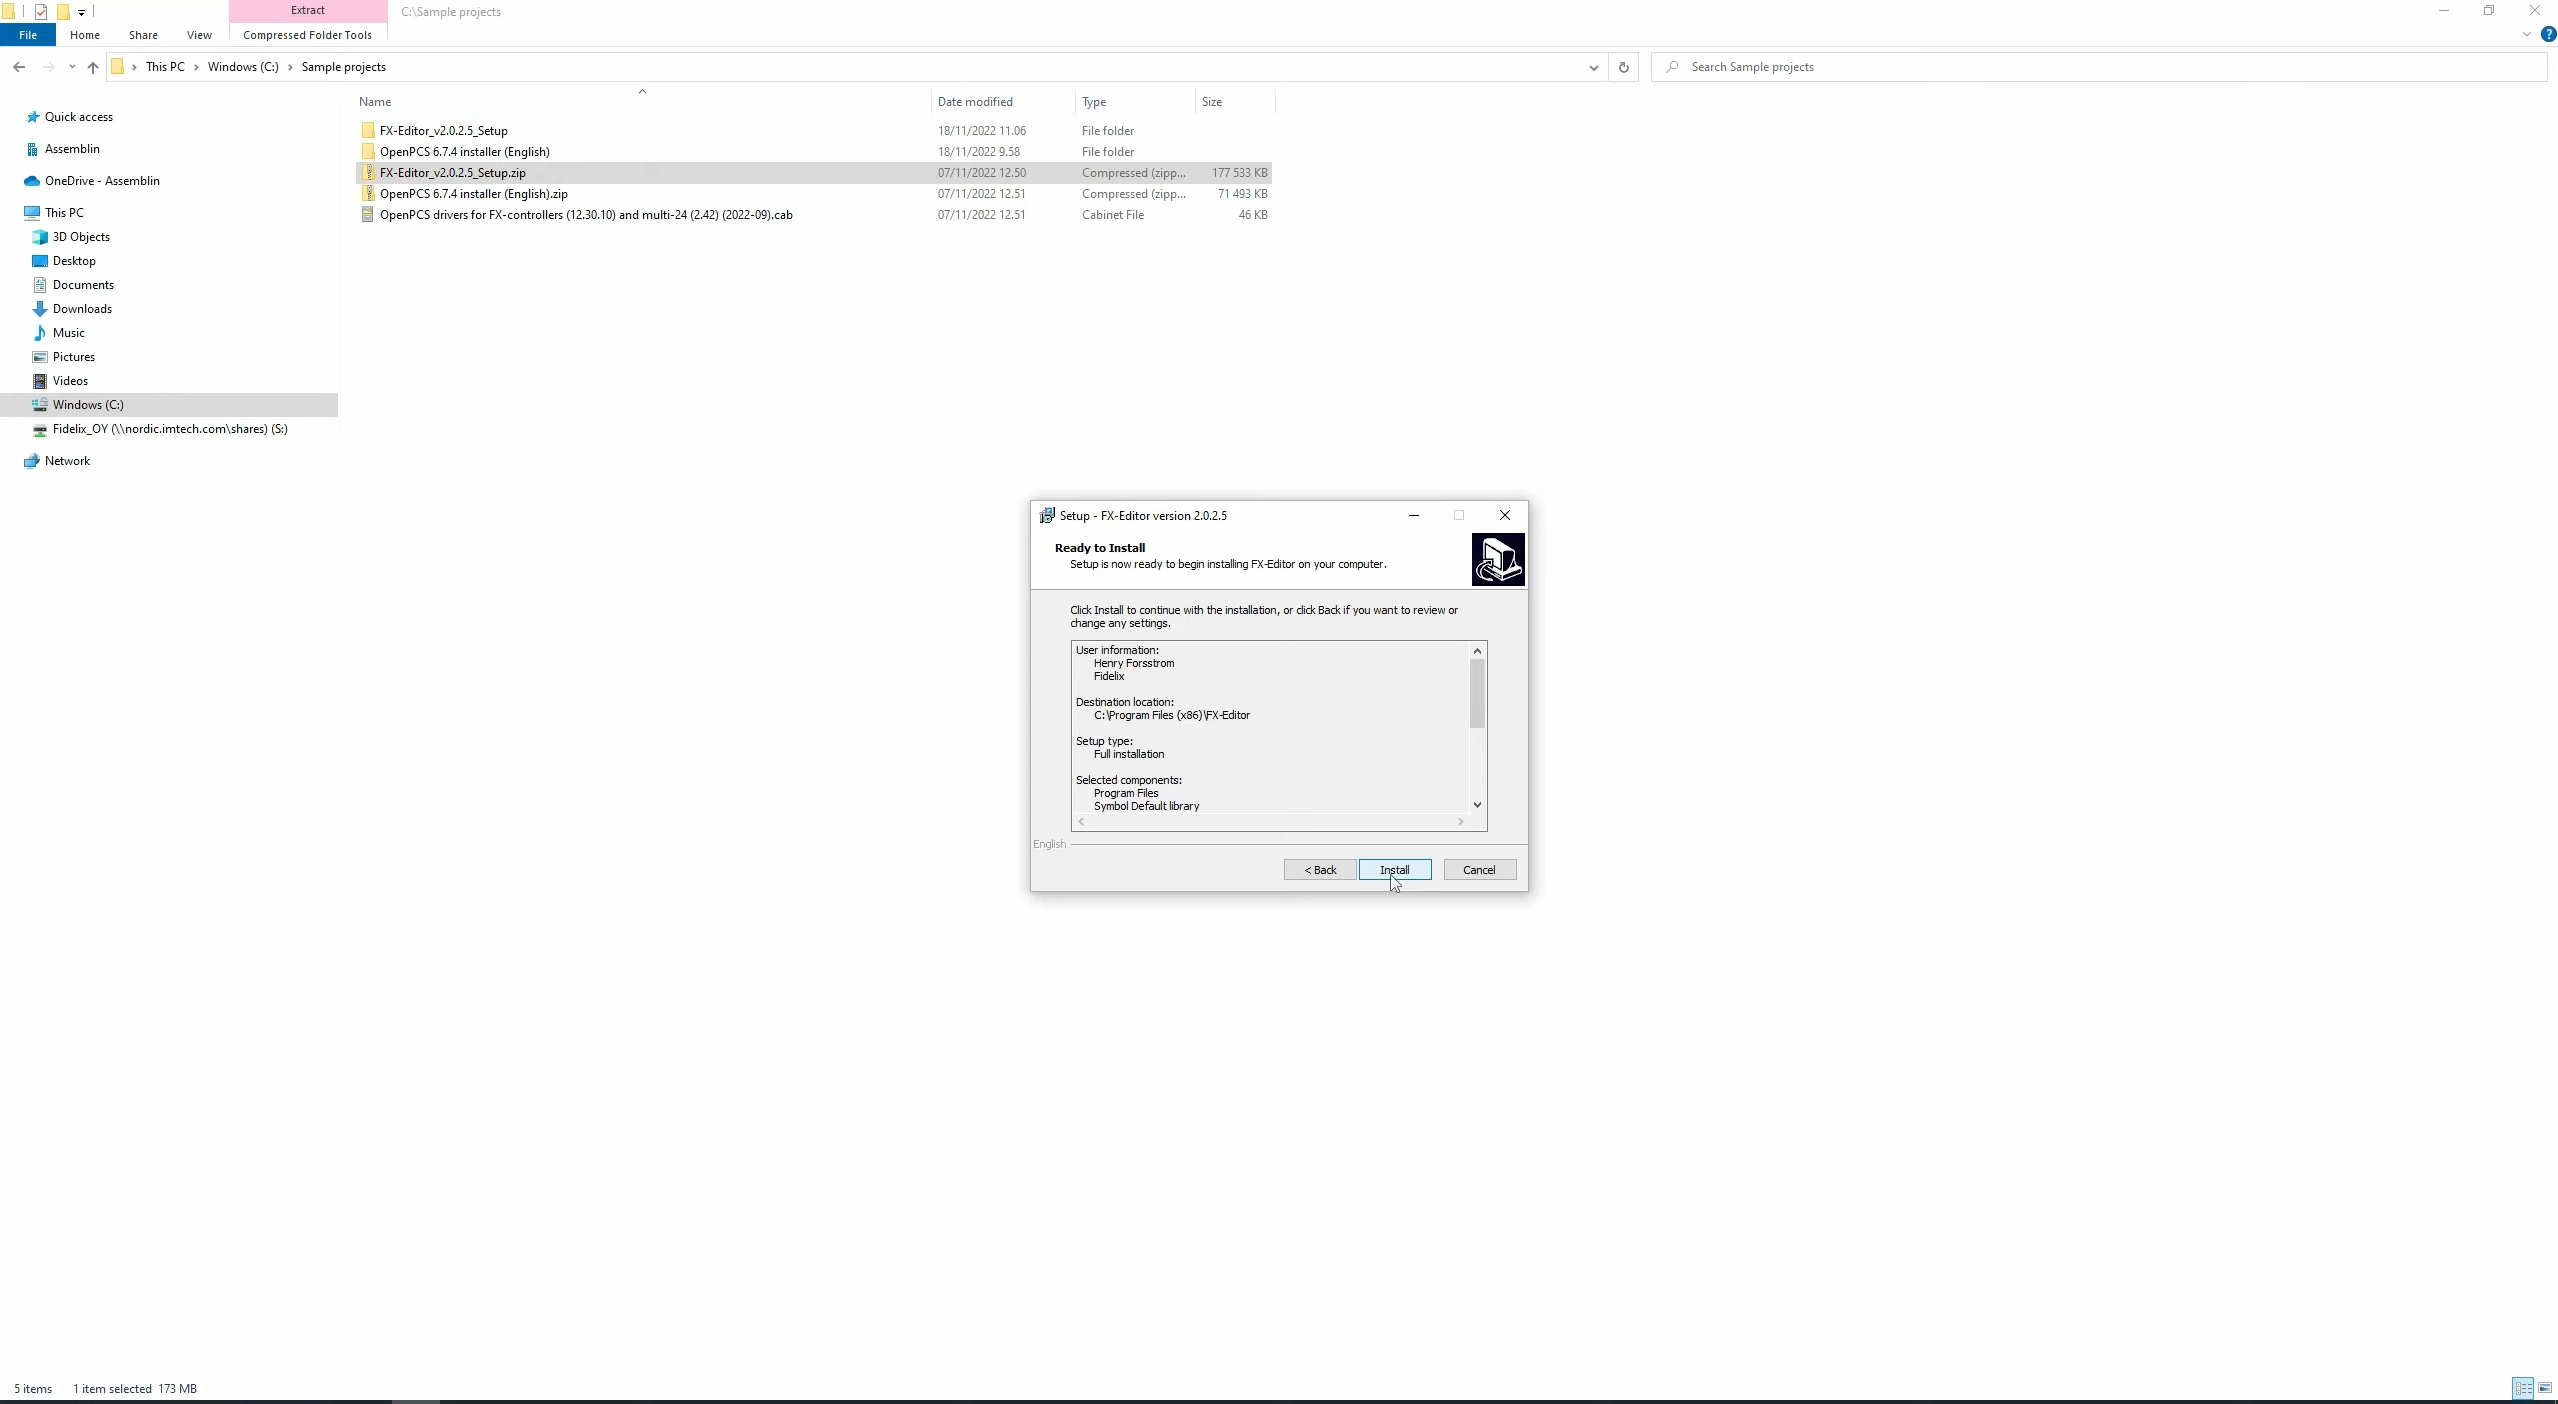 Extract
C:\Sample projects
File
Home
Share
View
Compressed Folder Tools
This PC
Windows (C:)
Sample projects
Search Sample projects
Name
Date modified
Type
Size
Quick access
Assemblin
OneDrive - Assemblin
This PC
3D Objects
Desktop
Documents
Downloads
Music
Pictures
Videos
Windows (C:)
Fidelix_OY (\\nordic.imtech.com\shares) (S:)
Network
FX-Editor_v2.0.2.5_Setup 18/11/2022 11.06 File folder
OpenPCS 6.7.4 installer (English) 18/11/2022 9.58 File folder
FX-Editor_v2.0.2.5_Setup.zip 07/11/2022 12.50 Compressed (zipp... 177 533 KB
OpenPCS 6.7.4 installer (English).zip 07/11/2022 12.51 Compressed (zipp... 71 493 KB
OpenPCS drivers for FX-controllers (12.30.10) and multi-24 (2.42) (2022-09).cab 07/11/2022 12.51 Cabinet File 46 KB
Setup - FX-Editor version 2.0.2.5
Ready to Install
Setup is now ready to begin installing FX-Editor on your computer.
Click Install to continue with the installation, or click Back if you want to review or
change any settings.
User information:
Henry Forsstrom
Fidelix
Destination location:
C:\Program Files (x86)\FX-Editor
Setup type:
Full installation
Selected components:
Program Files
Symbol Default library
English
< Back
Install
Cancel
5 items
1 item selected 173 MB